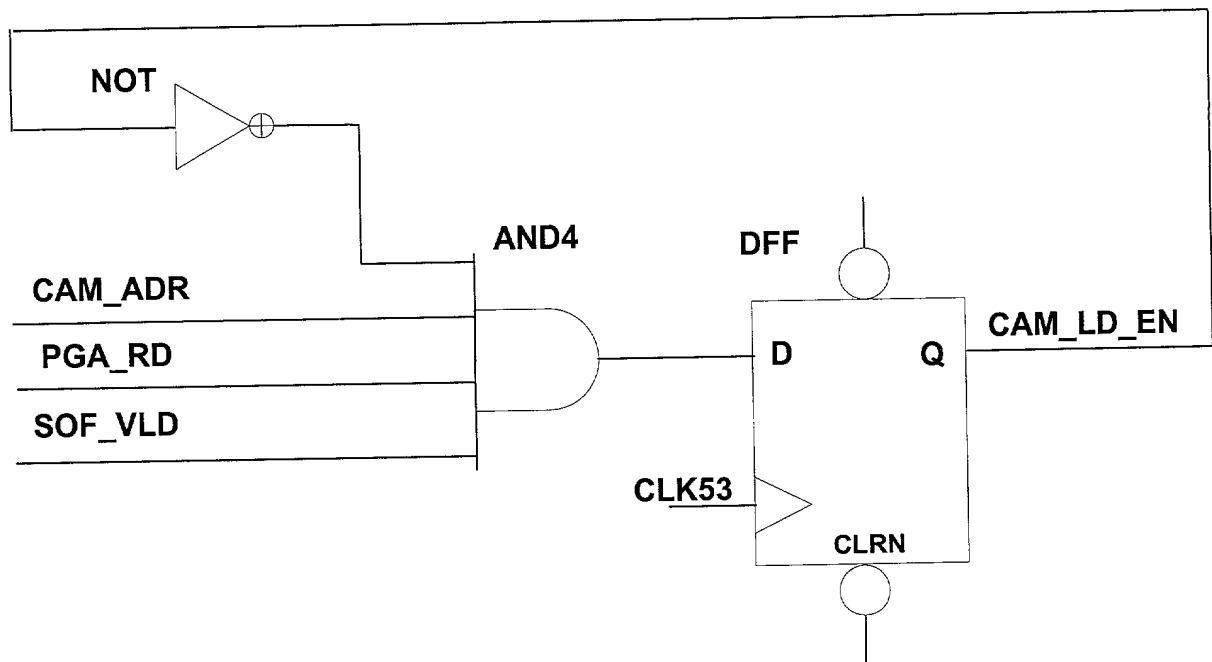 NOT
AND4
DFF
CAM_ADR
CAM_LD_EN
PGA_RD
D
Q
SOF_VLD
CLK53
CLRN